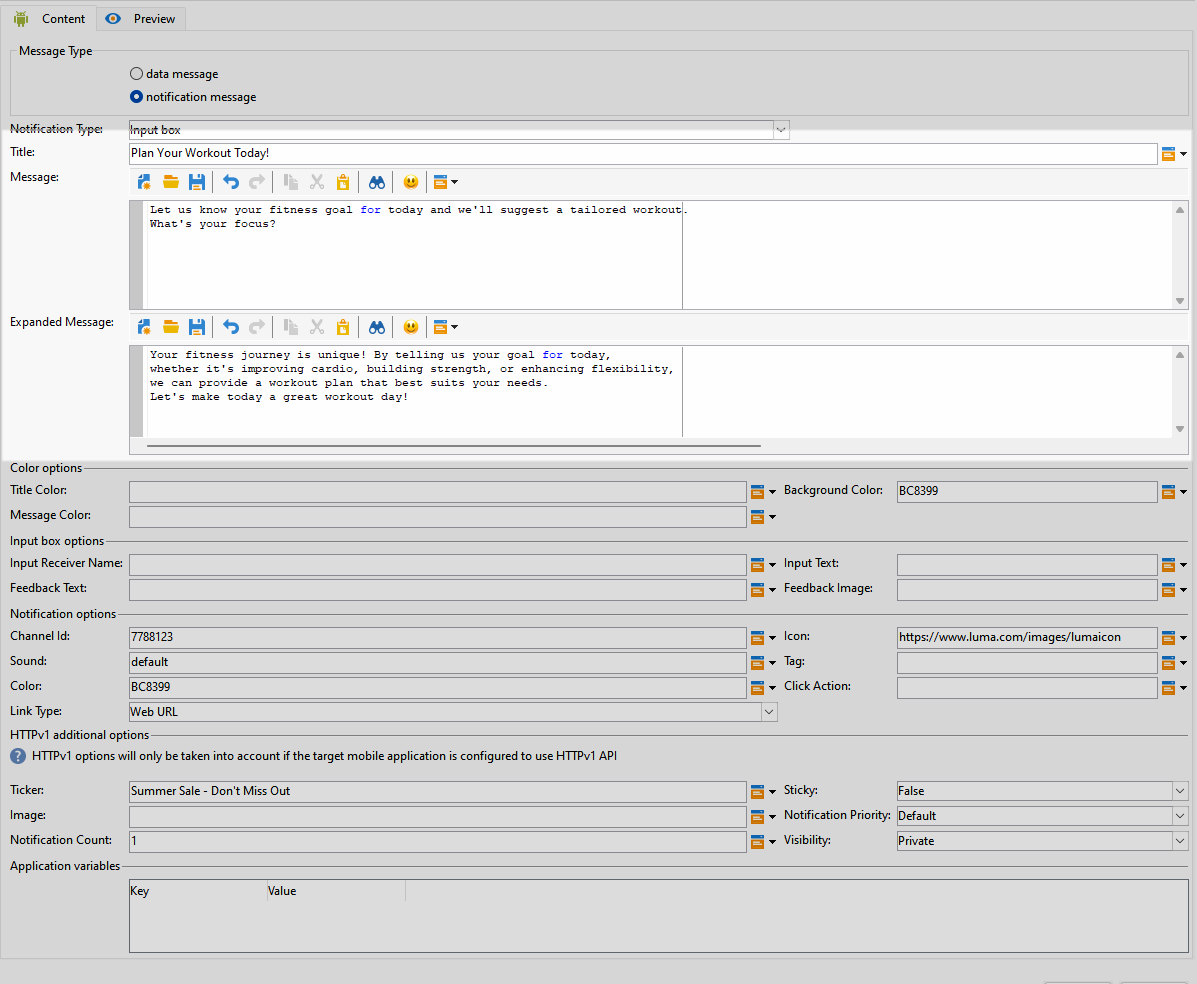 Content Preview
Message Type
data message
notification message
Notification Type: Input box
Title: Plan Your Workout Today!
Message:
Let us know your fitness goal for today and we'll suggest a tailored workout.
What's your focus?
Expanded Message:
Your fitness journey is unique! By telling us your goal for today,
whether it's improving cardio, building strength, or enhancing flexibility,
we can provide a workout plan that best suits your needs.
Let's make today a great workout day!
Color options
Title Color: Background Color: BC8399
Message Color:
Input box options
Input Receiver Name: Input Text:
Feedback Text: Feedback Image:
Notification options
Channel Id: 7788123 Icon: https://www.luma.com/images/lumaicon
Sound: default Tag:
Color: BC8399 Click Action:
Link Type: Web URL
HTTPv1 additional options
? HTTPv1 options will only be taken into account if the target mobile application is configured to use HTTPv1 API
Ticker: Summer Sale - Don't Miss Out Sticky: False
Image: Notification Priority: Default
Notification Count: 1 Visibility: Private
Application variables
Key Value